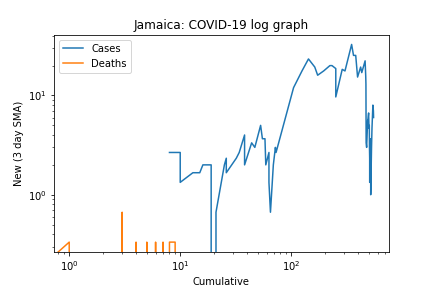 Jamaica: COVID-19 log graph
Cases
Deaths
New (3 day SMA)
10¹
10⁰
10⁰
10¹
10²
Cumulative